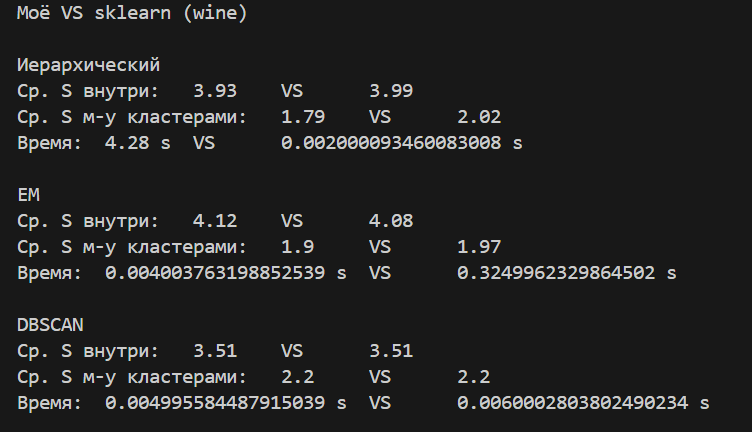 Моё VS sklearn (wine)
Иерархический
Ср. S внутри: 3.93 VS 3.99
Ср. S м-у кластерами: 1.79 VS 2.02
Время: 4.28 s VS 0.002000093460083008 s
EM
Ср. S внутри: 4.12 VS 4.08
Ср. S м-у кластерами: 1.9 VS 1.97
Время: 0.004003763198852539 s VS 0.3249962329864502 s
DBSCAN
Ср. S внутри: 3.51 VS 3.51
Ср. S м-у кластерами: 2.2 VS 2.2
Время: 0.004995584487915039 s VS 0.0060002803802490234 s